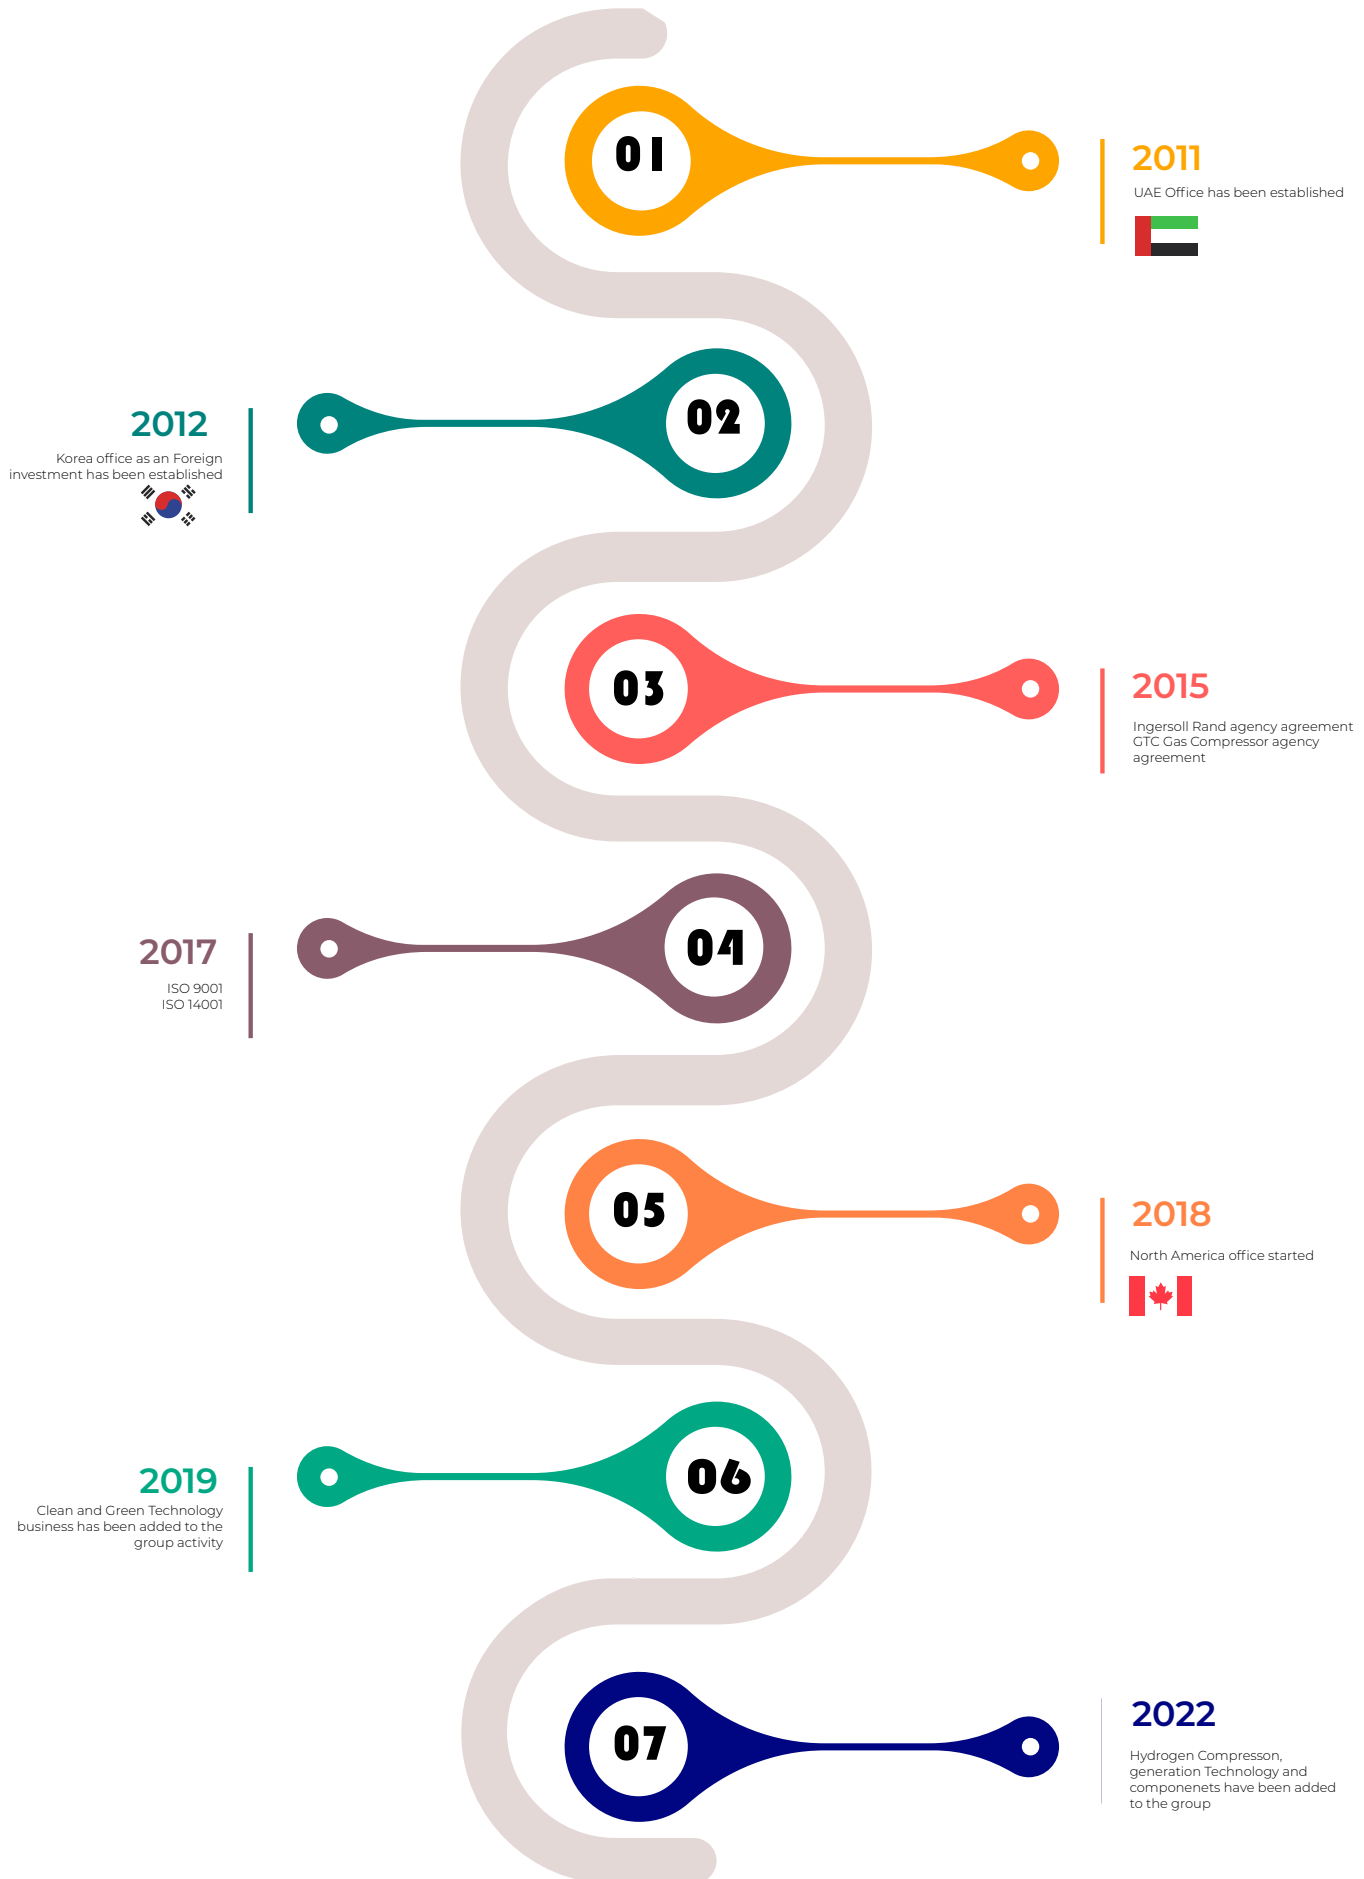 01
2011
UAE Office has been established
02
2012
Korea office as an Foreign
investment has been established
03
2015
Ingersoll Rand agency agreement
GTC Gas Compressor agency
agreement
04
2017
ISO 9001
ISO 14001
05
2018
North America office started
06
2019
Clean and Green Technology
business has been added to the
group activity
07
2022
Hydrogen Compresson,
generation Technology and
componenets have been added
to the group